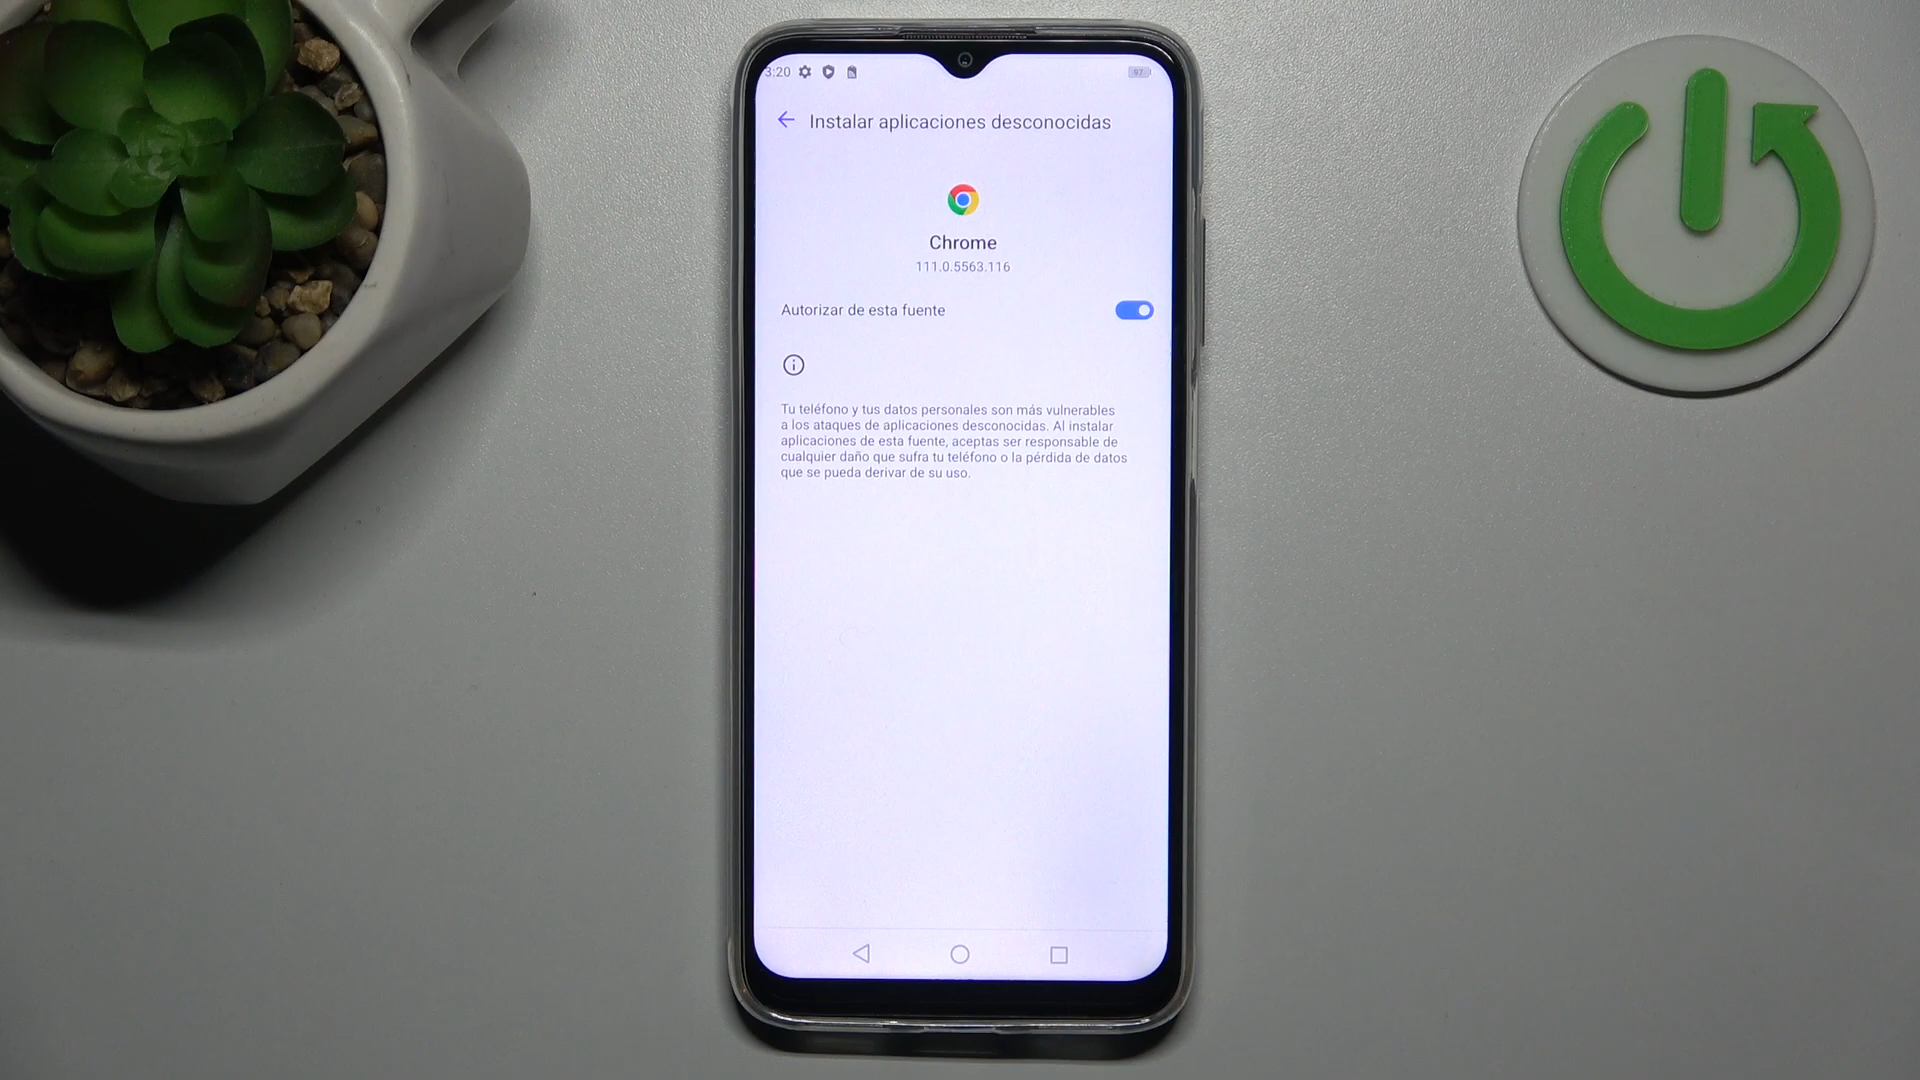 3:20
97
Instalar aplicaciones desconocidas
Chrome
111.0.5563.116
Autorizar de esta fuente
Tu teléfono y tus datos personales son más vulnerables
a los ataques de aplicaciones desconocidas. Al instalar
aplicaciones de esta fuente, aceptas ser responsable de
cualquier daño que sufra tu teléfono o la pérdida de datos
que se pueda derivar de su uso.